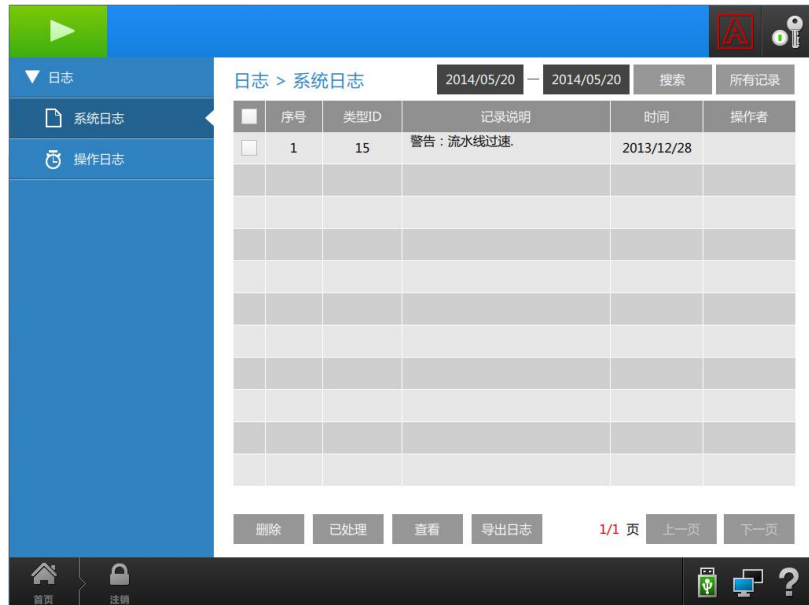 A
日志
系统日志
操作日志
日志 > 系统日志 2014/05/20 — 2014/05/20 搜索 所有记录
序号 类型ID 记录说明 时间 操作者
1 15 警告：流水线过速. 2013/12/28
删除 已处理 查看 导出日志 1/1 页 上一页 下一页
首页 注销 ?